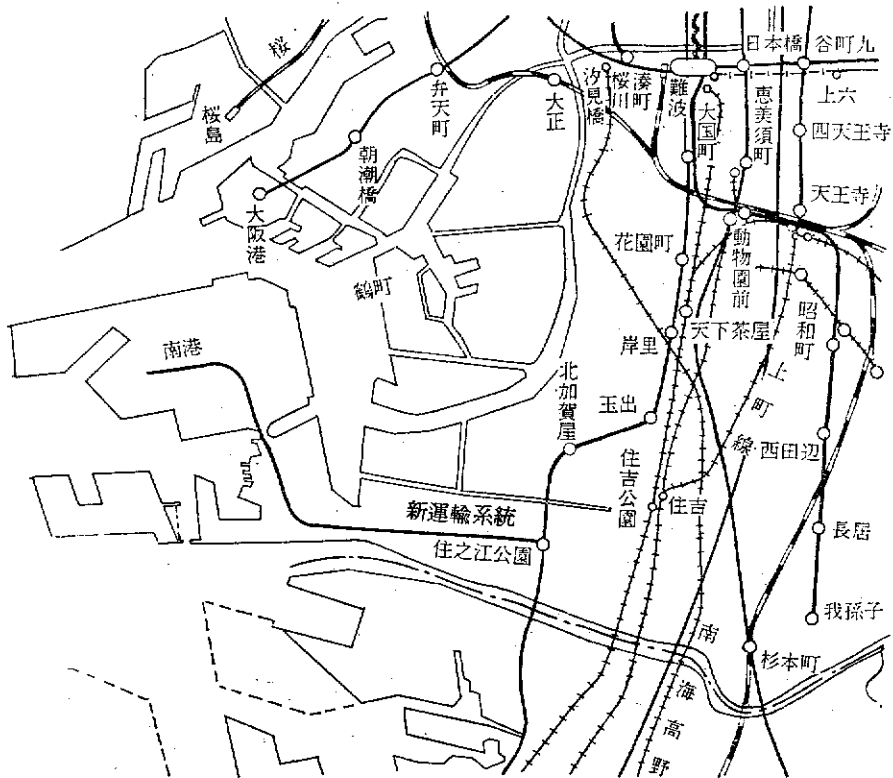 日本橋
谷町九
桜
弁天町
大正
汐見橋
桜川
湊町
難波
大国町
恵美須町
上六
四天王寺
桜島
朝潮橋
大阪港
天王寺
花園町
動物園前
鶴町
昭和町
南港
岸里
天下茶屋
北加賀屋
玉出
上町線
西田辺
住吉公園
住吉
新運輸系統
住之江公園
長居
我孫子
杉本町
南海高野